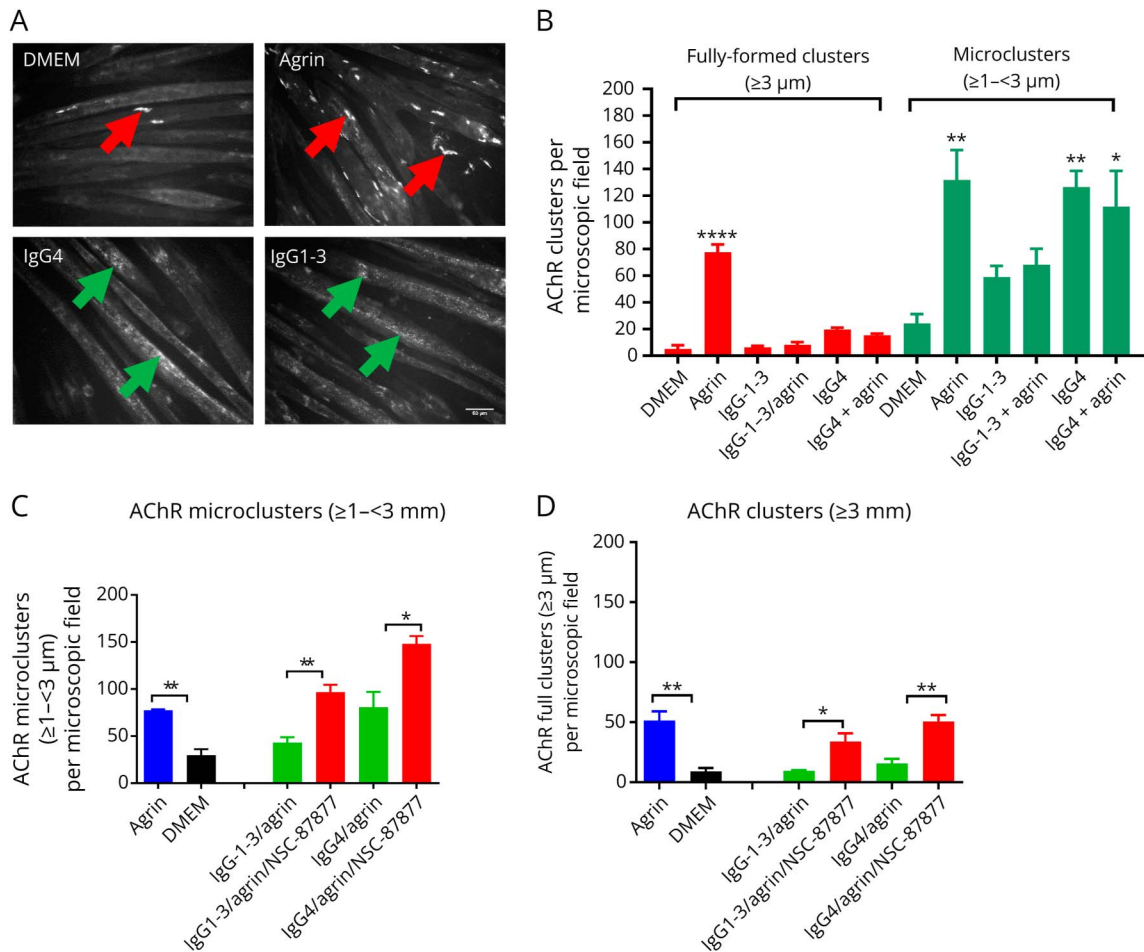 A
DMEM
Agrin
IgG4
IgG1-3
B
Fully-formed clusters
(≥3 μm)
Microclusters
(≥1–<3 μm)
AChR clusters per
microscopic field
200
180
160
140
120
100
80
60
40
20
0
****
**
**
*
DMEM
Agrin
IgG-1-3
IgG-1-3/agrin
IgG4
IgG4 + agrin
DMEM
Agrin
IgG-1-3
IgG-1-3 + agrin
IgG4
IgG4 + agrin
C
AChR microclusters (≥1–<3 mm)
AChR microclusters
(≥1–<3 μm)
per microscopic field
200
150
100
50
0
**
**
*
Agrin
DMEM
IgG-1-3/agrin
IgG1-3/agrin/NSC-87877
IgG4/agrin
IgG4/agrin/NSC-87877
D
AChR clusters (≥3 mm)
AChR full clusters (≥3 μm)
per microscopic field
200
150
100
50
0
**
*
**
Agrin
DMEM
IgG-1-3/agrin
IgG1-3/agrin/NSC-87877
IgG4/agrin
IgG4/agrin/NSC-87877